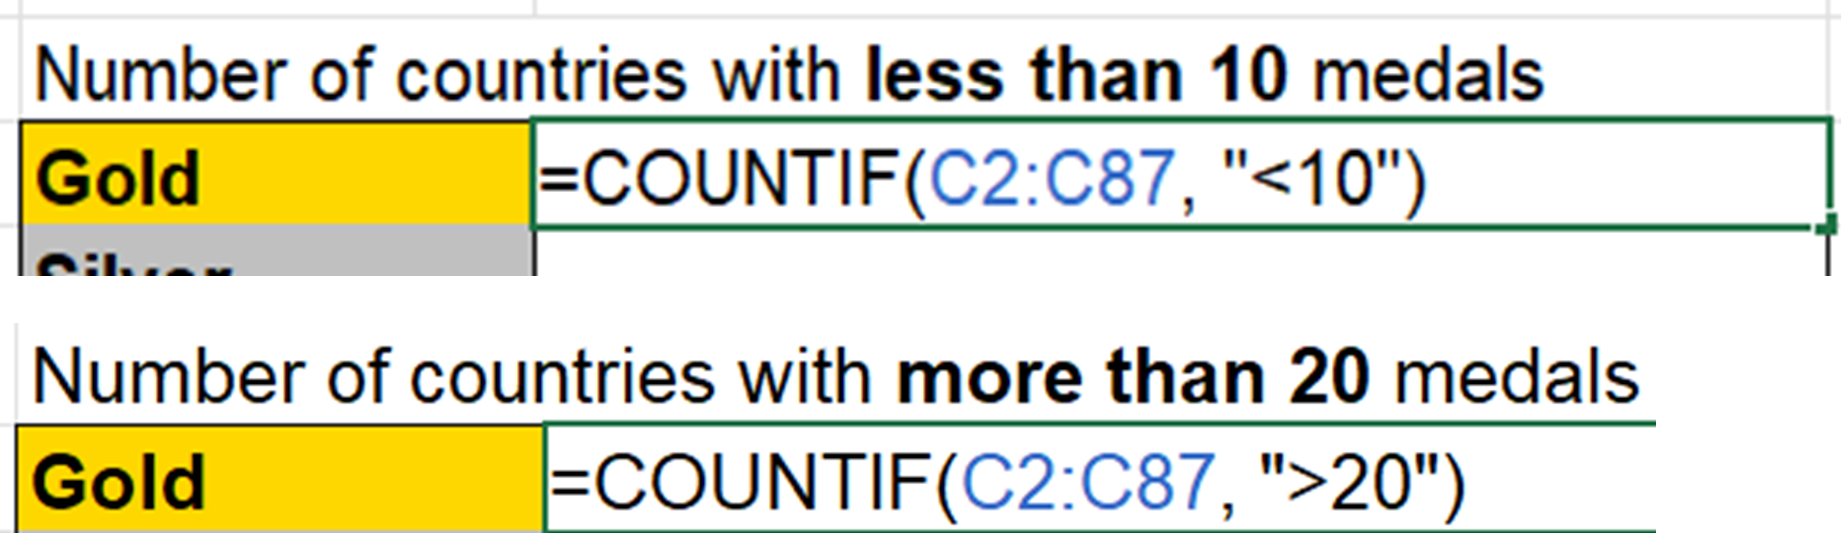 Number of countries with less than 10 medals
Gold =COUNTIF(C2:C87, "<10")
Silver
Number of countries with more than 20 medals
Gold =COUNTIF(C2:C87, ">20")